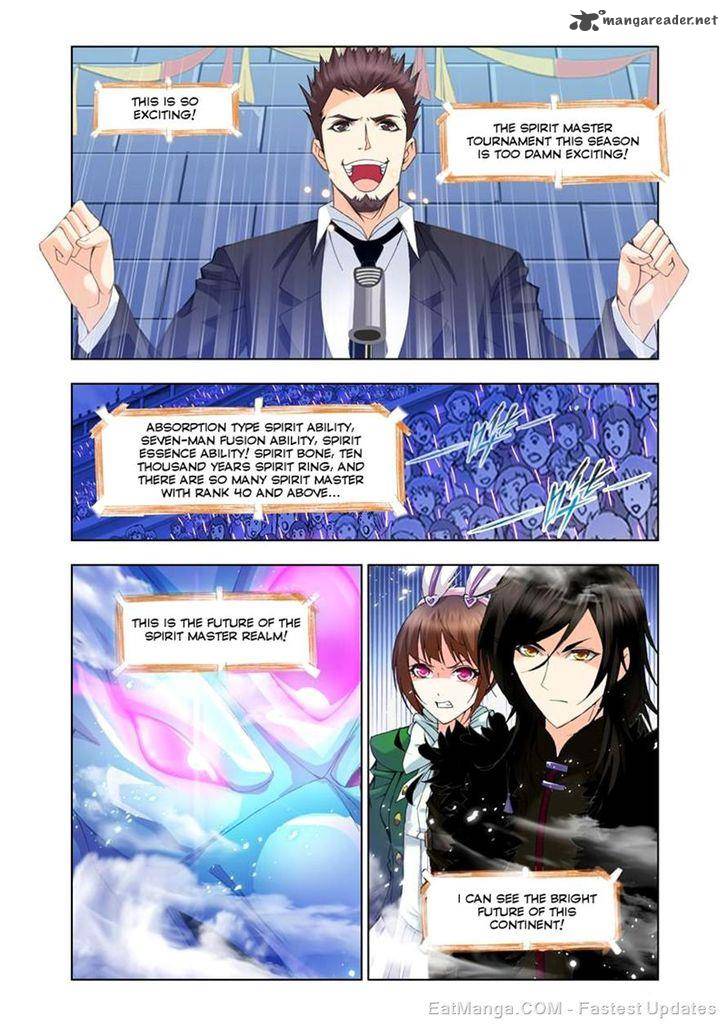 mangareader.net
THIS IS SO
EXCITING!
THE SPIRIT MASTER
TOURNAMENT THIS SEASON
IS TOO DAMN EXCITING!
ABSORPTION TYPE SPIRIT ABILITY,
SEVEN-MAN FUSION ABILITY, SPIRIT
ESSENCE ABILITY! SPIRIT BONE, TEN
THOUSAND YEARS SPIRIT RING, AND
THERE ARE SO MANY SPIRIT MASTER
WITH RANK 40 AND ABOVE...
THIS IS THE FUTURE OF THE
SPIRIT MASTER REALM!
I CAN SEE THE BRIGHT
FUTURE OF THIS
CONTINENT!
EatManga.COM - Fastest Updates